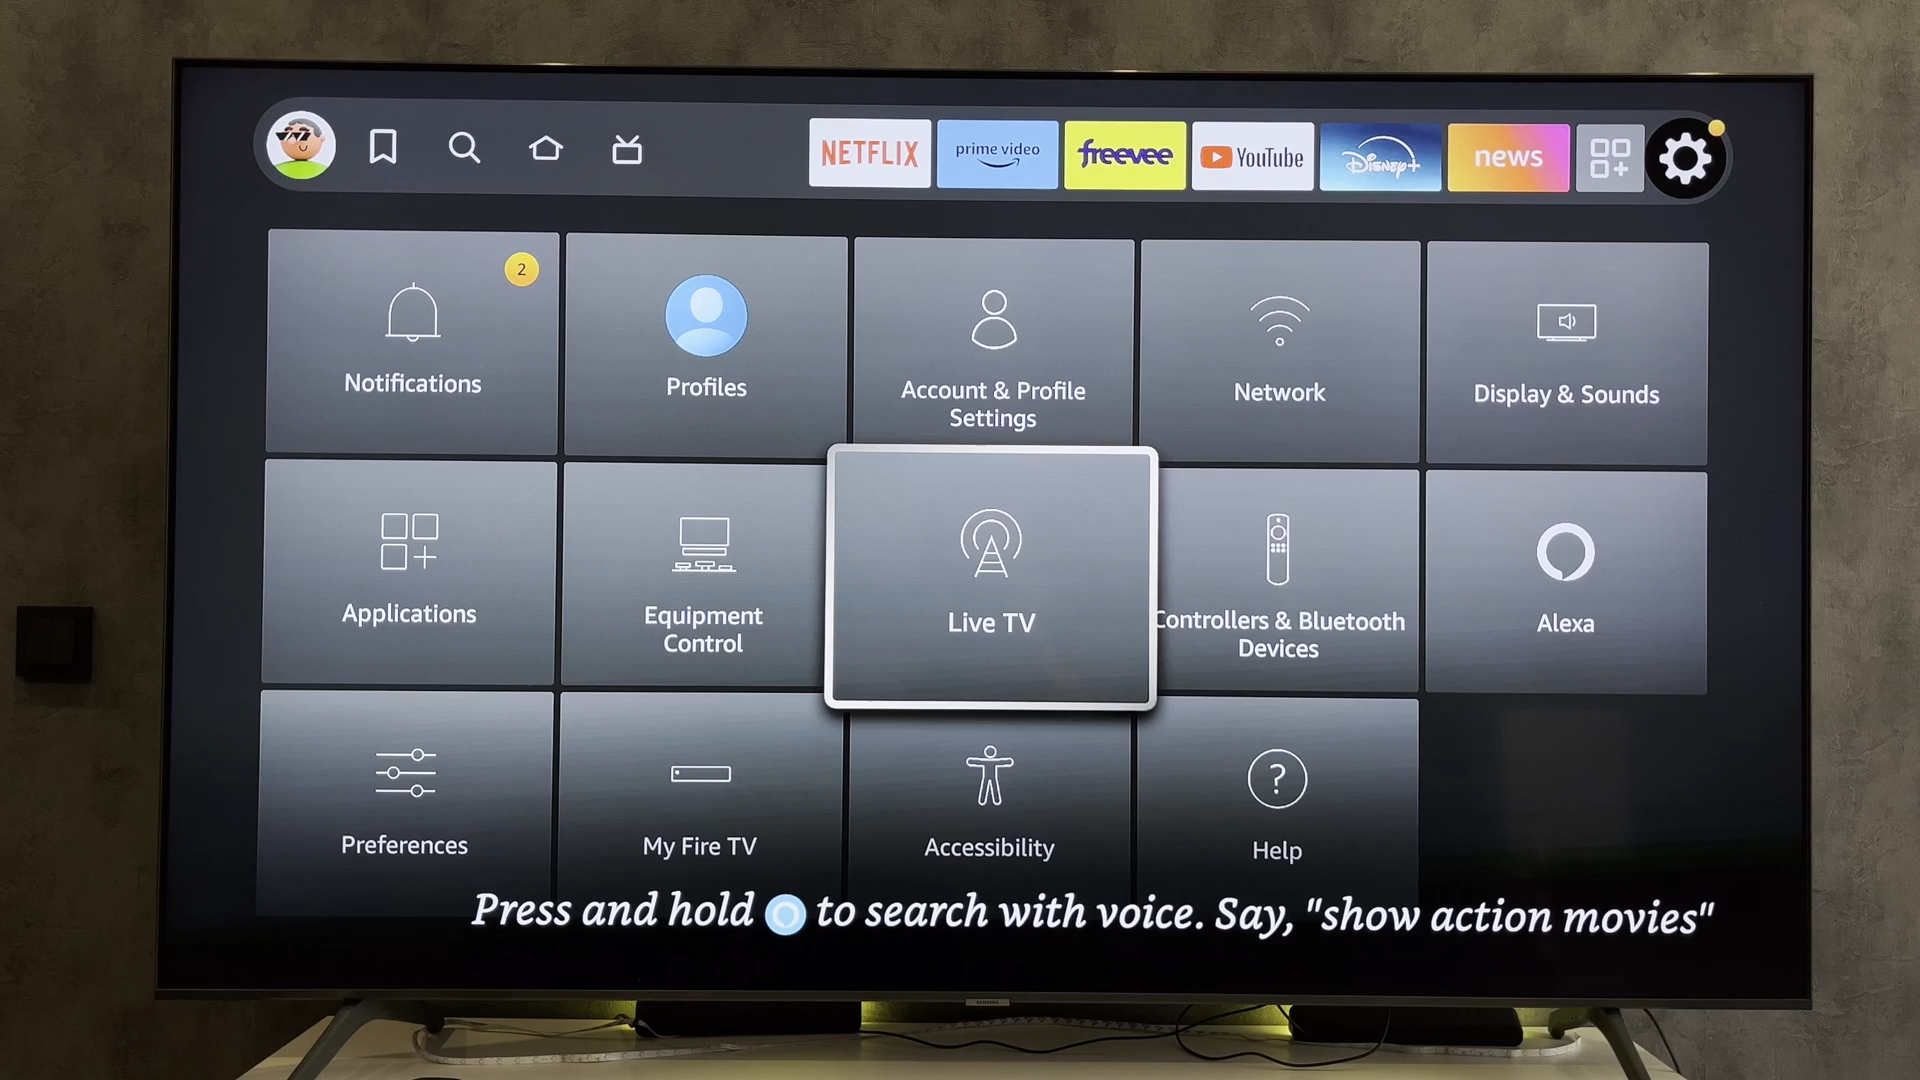 NETFLIX
prime video
freevee
YouTube
Disney+
news
2
Notifications
Profiles
Account & Profile
Settings
Network
Display & Sounds
Applications
Equipment
Control
Live TV
Controllers & Bluetooth
Devices
Alexa
Preferences
My Fire TV
Accessibility
?
Help
Press and hold to search with voice. Say, "show action movies"
SAMSUNG